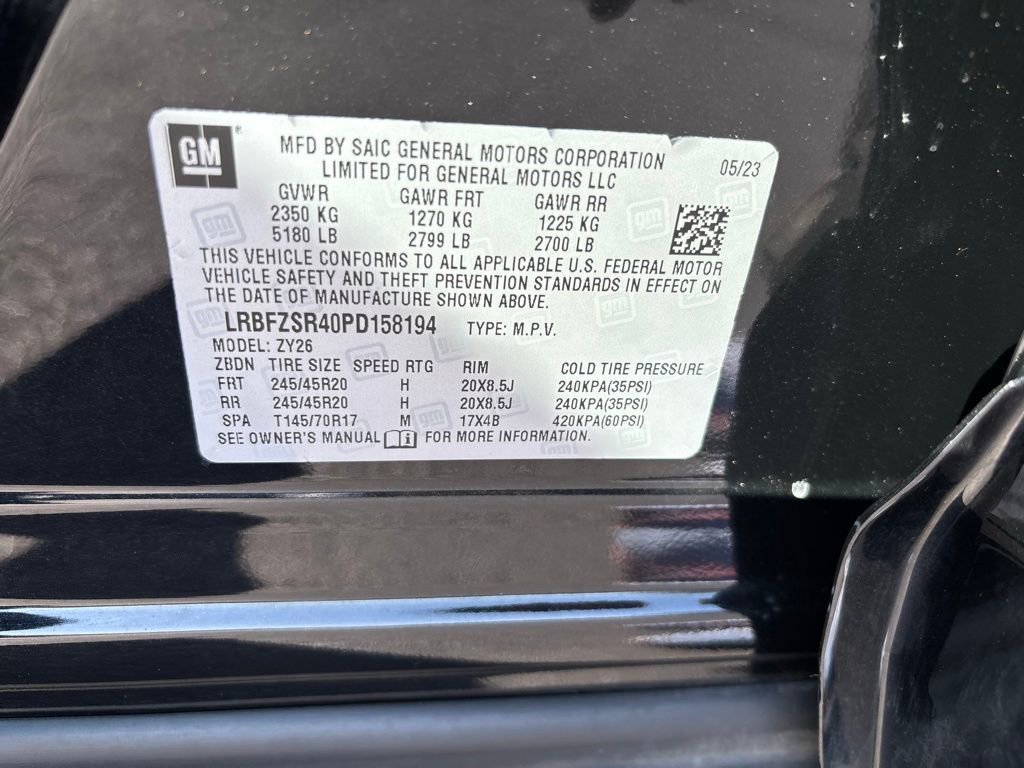 GM
MFD BY SAIC GENERAL MOTORS CORPORATION
LIMITED FOR GENERAL MOTORS LLC
05/23
GVWR GAWR FRT GAWR RR
2350 KG 1270 KG 1225 KG
5180 LB 2799 LB 2700 LB
THIS VEHICLE CONFORMS TO ALL APPLICABLE U.S. FEDERAL MOTOR
VEHICLE SAFETY AND THEFT PREVENTION STANDARDS IN EFFECT ON
THE DATE OF MANUFACTURE SHOWN ABOVE.
LRBFZSR40PD158194 TYPE: M.P.V.
MODEL: ZY26
ZBDN TIRE SIZE SPEED RTG RIM COLD TIRE PRESSURE
FRT 245/45R20 H 20X8.5J 240KPA(35PSI)
RR 245/45R20 H 20X8.5J 240KPA(35PSI)
SPA T145/70R17 M 17X4B 420KPA(60PSI)
SEE OWNER'S MANUAL FOR MORE INFORMATION.